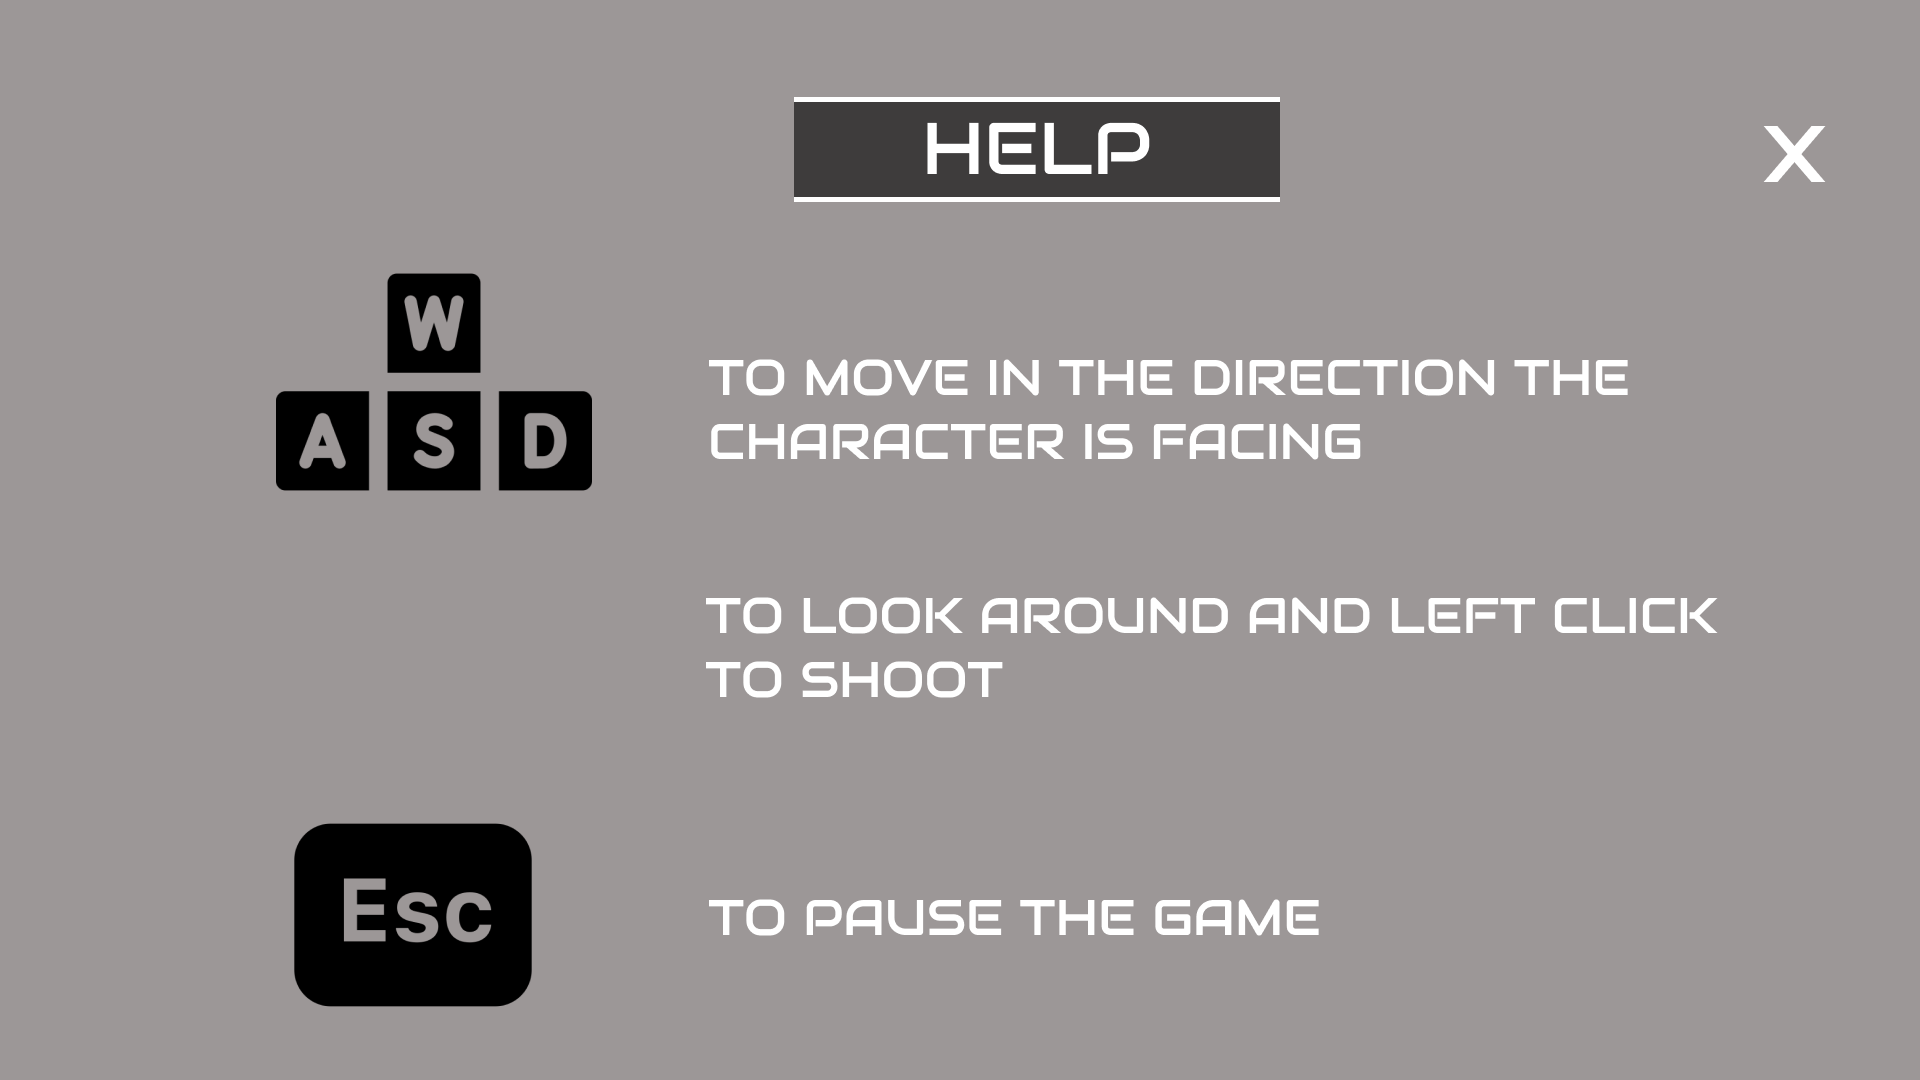 HELP
X
W
A S D
TO MOVE IN THE DIRECTION THE
CHARACTER IS FACING
TO LOOK AROUND AND LEFT CLICK
TO SHOOT
Esc
TO PAUSE THE GAME